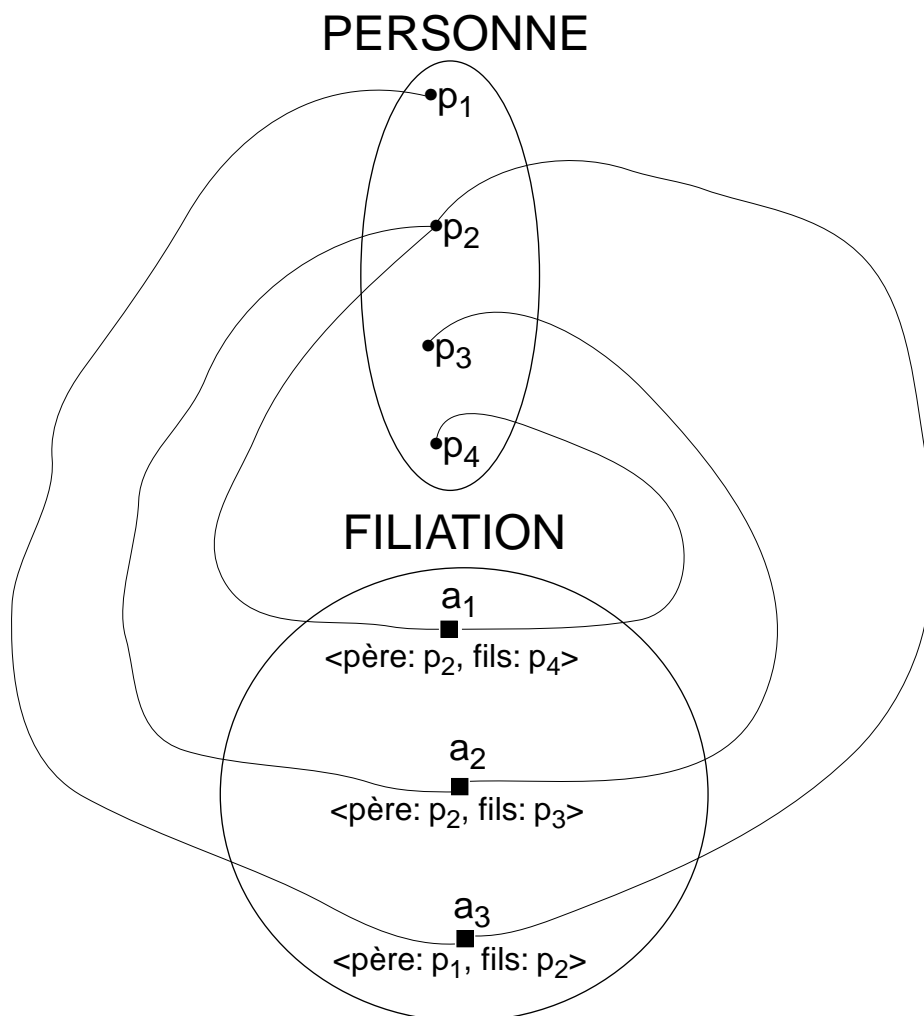 PERSONNE
p1
p2
p3
p4
FILIATION
a1
<père: p2, fils: p4>
a2
<père: p2, fils: p3>
a3
<père: p1, fils: p2>